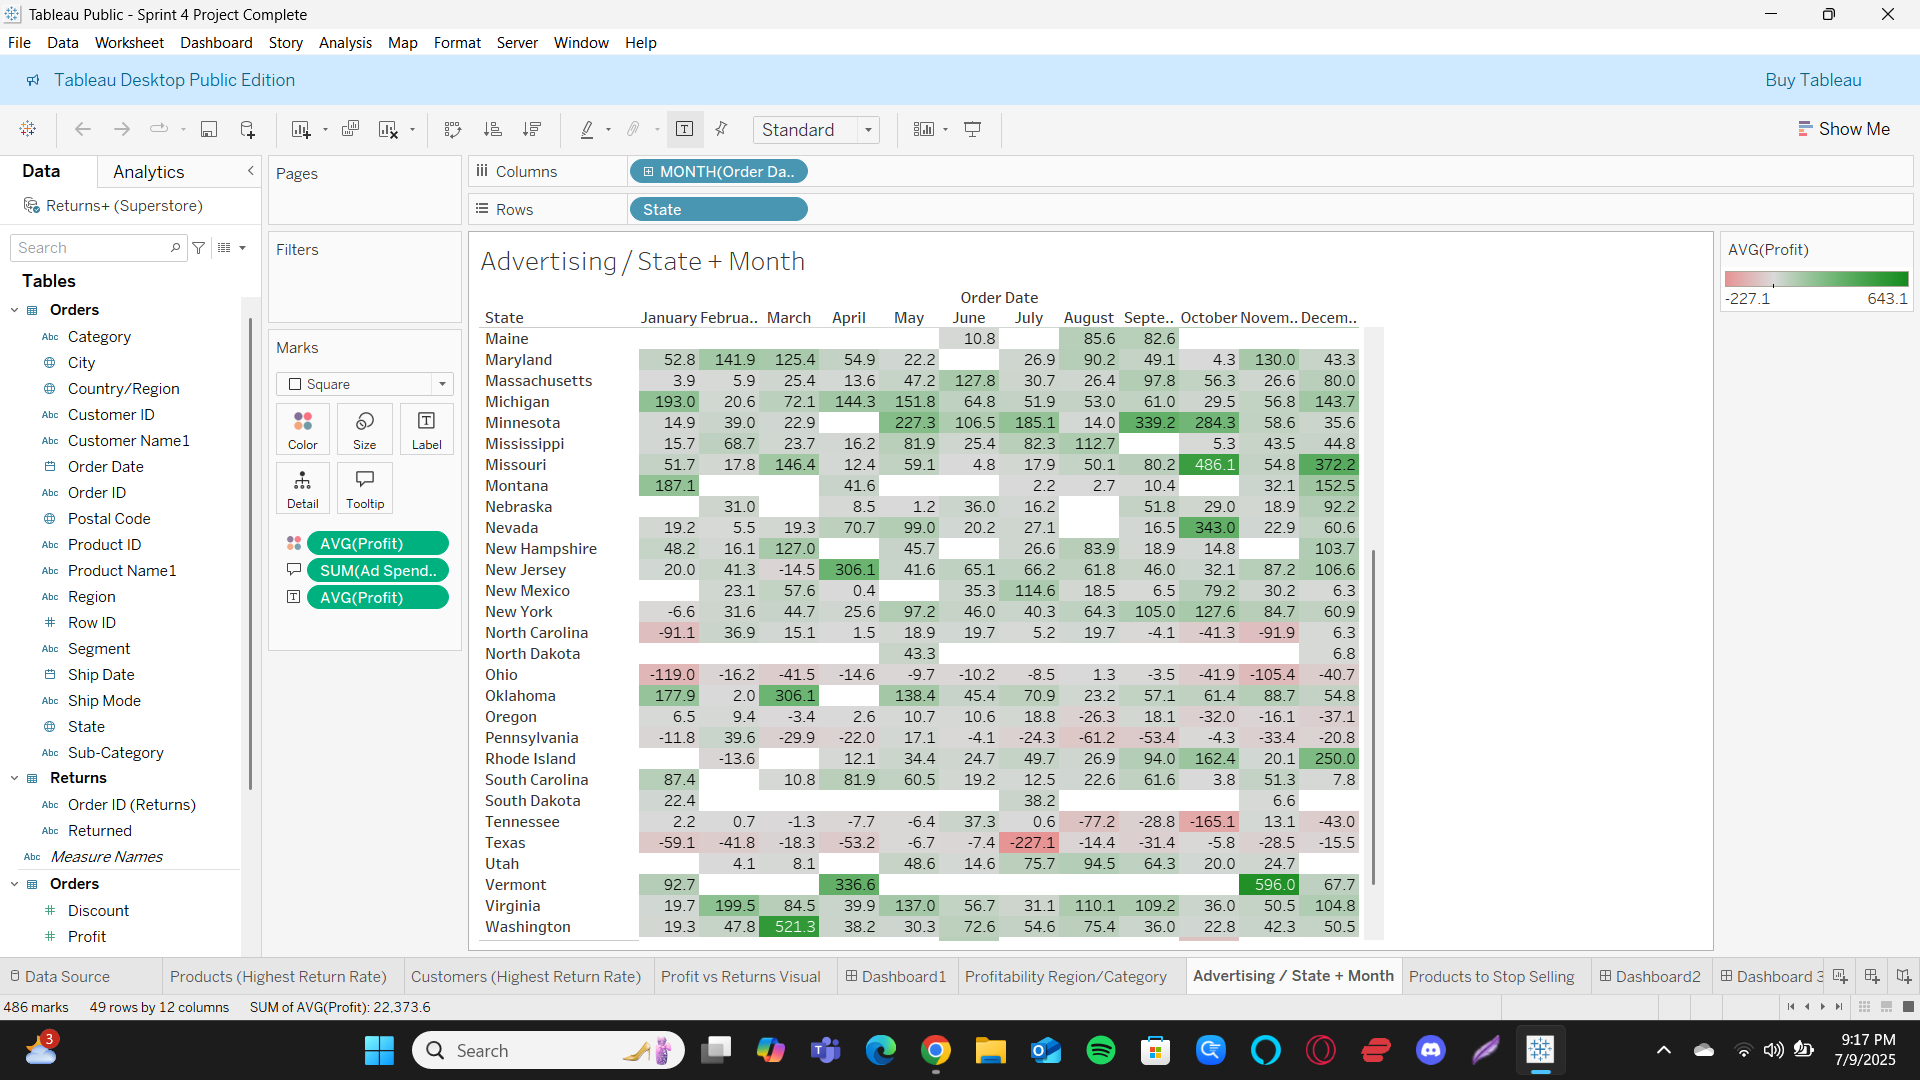 Tableau Public - Sprint 4 Project Complete
File Data Worksheet Dashboard Story Analysis Map Format Server Window Help
Tableau Desktop Public Edition Buy Tableau
Standard Show Me
Data Analytics
Returns+ (Superstore)
Search
Tables
Orders
Abc Category
City
Country/Region
Abc Customer ID
Abc Customer Name1
Order Date
Abc Order ID
Postal Code
Abc Product ID
Abc Product Name1
Abc Region
# Row ID
Abc Segment
Ship Date
Abc Ship Mode
State
Abc Sub-Category
Returns
Abc Order ID (Returns)
Abc Returned
Abc Measure Names
Orders
# Discount
# Profit
Pages
Filters
Marks
Square
Color Size Label
Detail Tooltip
AVG(Profit)
SUM(Ad Spend..
AVG(Profit)
Columns MONTH(Order Da..
Rows State
Advertising / State + Month
Order Date
State January Februa.. March April May June July August Septe.. October Novem.. Decem..
Maine 10.8 85.6 82.6
Maryland 52.8 141.9 125.4 54.9 22.2 26.9 90.2 49.1 4.3 130.0 43.3
Massachusetts 3.9 5.9 25.4 13.6 47.2 127.8 30.7 26.4 97.8 56.3 26.6 80.0
Michigan 193.0 20.6 72.1 144.3 151.8 64.8 51.9 53.0 61.0 29.5 56.8 143.7
Minnesota 14.9 39.0 22.9 227.3 106.5 185.1 14.0 339.2 284.3 58.6 35.6
Mississippi 15.7 68.7 23.7 16.2 81.9 25.4 82.3 112.7 5.3 43.5 44.8
Missouri 51.7 17.8 146.4 12.4 59.1 4.8 17.9 50.1 80.2 486.1 54.8 372.2
Montana 187.1 41.6 2.2 2.7 10.4 32.1 152.5
Nebraska 31.0 8.5 1.2 36.0 16.2 51.8 29.0 18.9 92.2
Nevada 19.2 5.5 19.3 70.7 99.0 20.2 27.1 16.5 343.0 22.9 60.6
New Hampshire 48.2 16.1 127.0 45.7 26.6 83.9 18.9 14.8 103.7
New Jersey 20.0 41.3 -14.5 306.1 41.6 65.1 66.2 61.8 46.0 32.1 87.2 106.6
New Mexico 23.1 57.6 0.4 35.3 114.6 18.5 6.5 79.2 30.2 6.3
New York -6.6 31.6 44.7 25.6 97.2 46.0 40.3 64.3 105.0 127.6 84.7 60.9
North Carolina -91.1 36.9 15.1 1.5 18.9 19.7 5.2 19.7 -4.1 -41.3 -91.9 6.3
North Dakota 43.3 6.8
Ohio -119.0 -16.2 -41.5 -14.6 -9.7 -10.2 -8.5 1.3 -3.5 -41.9 -105.4 -40.7
Oklahoma 177.9 2.0 306.1 138.4 45.4 70.9 23.2 57.1 61.4 88.7 54.8
Oregon 6.5 9.4 -3.4 2.6 10.7 10.6 18.8 -26.3 18.1 -32.0 -16.1 -37.1
Pennsylvania -11.8 39.6 -29.9 -22.0 17.1 -4.1 -24.3 -61.2 -53.4 -4.3 -33.4 -20.8
Rhode Island -13.6 12.1 34.4 24.7 49.7 26.9 94.0 162.4 20.1 250.0
South Carolina 87.4 10.8 81.9 60.5 19.2 12.5 22.6 61.6 3.8 51.3 7.8
South Dakota 22.4 38.2 6.6
Tennessee 2.2 0.7 -1.3 -7.7 -6.4 37.3 0.6 -77.2 -28.8 -165.1 13.1 -43.0
Texas -59.1 -41.8 -18.3 -53.2 -6.7 -7.4 -227.1 -14.4 -31.4 -5.8 -28.5 -15.5
Utah 4.1 8.1 48.6 14.6 75.7 94.5 64.3 20.0 24.7
Vermont 92.7 336.6 596.0 67.7
Virginia 19.7 199.5 84.5 39.9 137.0 56.7 31.1 110.1 109.2 36.0 50.5 104.8
Washington 19.3 47.8 521.3 38.2 30.3 72.6 54.6 75.4 36.0 22.8 42.3 50.5
AVG(Profit)
-227.1 643.1
Data Source Products (Highest Return Rate) Customers (Highest Return Rate) Profit vs Returns Visual Dashboard1 Profitability Region/Category Advertising / State + Month Products to Stop Selling Dashboard2 Dashboard 3
486 marks 49 rows by 12 columns SUM of AVG(Profit): 22,373.6
3 Search 9:17 PM
7/9/2025